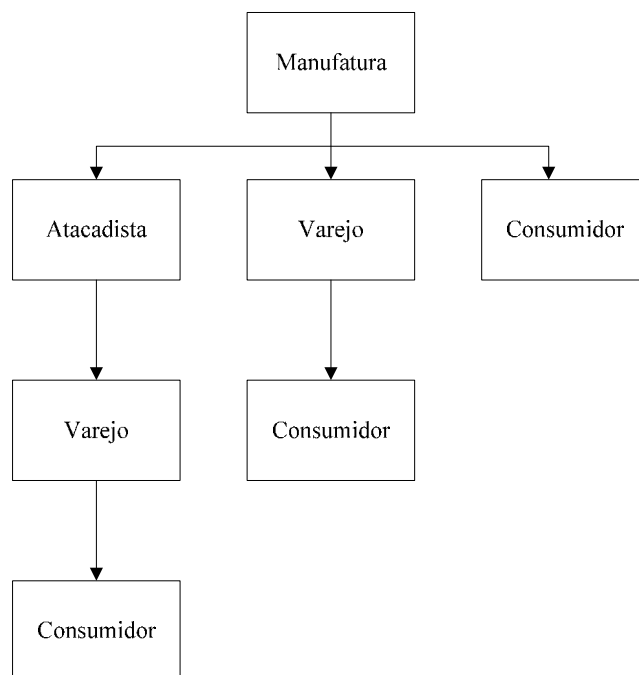 Manufatura
Atacadista
Varejo
Consumidor
Varejo
Consumidor
Consumidor